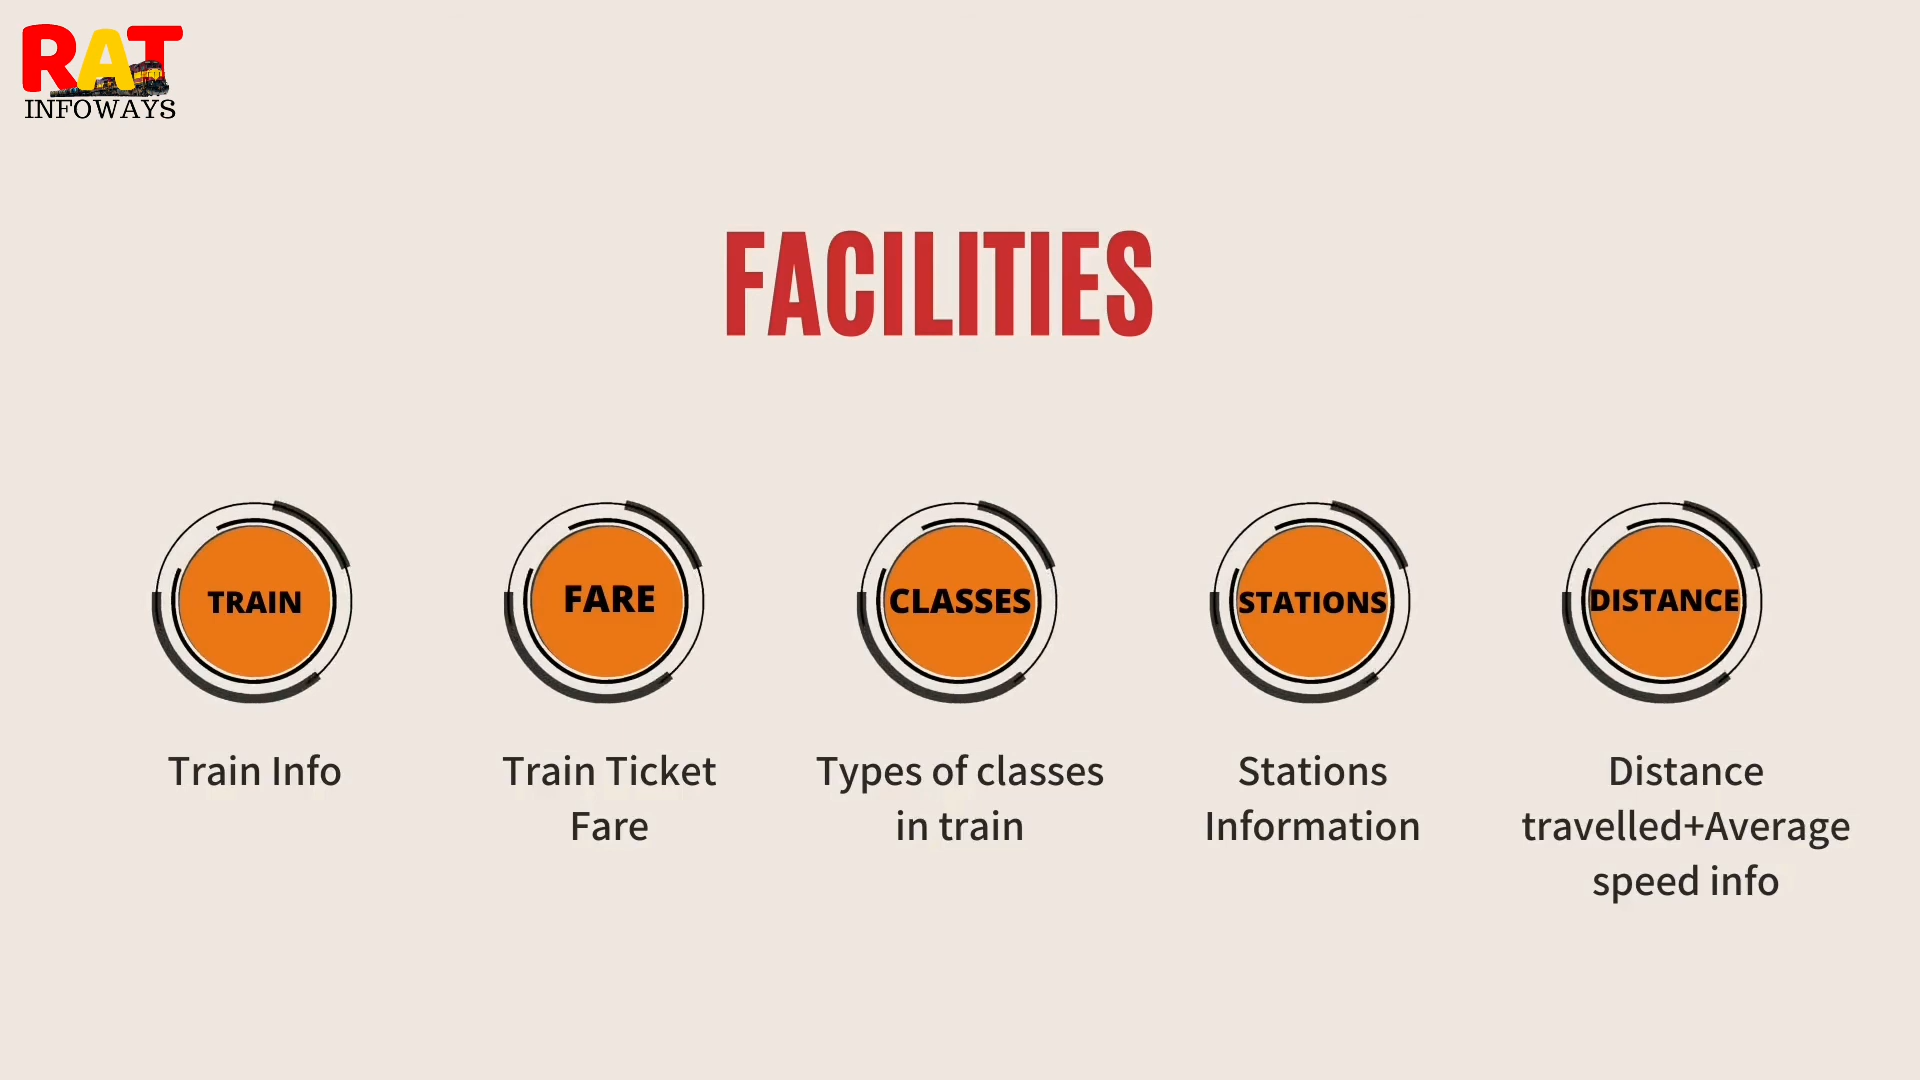 RAT
INFOWAYS
FACILITIES
TRAIN
FARE
CLASSES
STATIONS
DISTANCE
Train Info
Train Ticket
Fare
Types of classes
in train
Stations
Information
Distance
travelled+Average
speed info